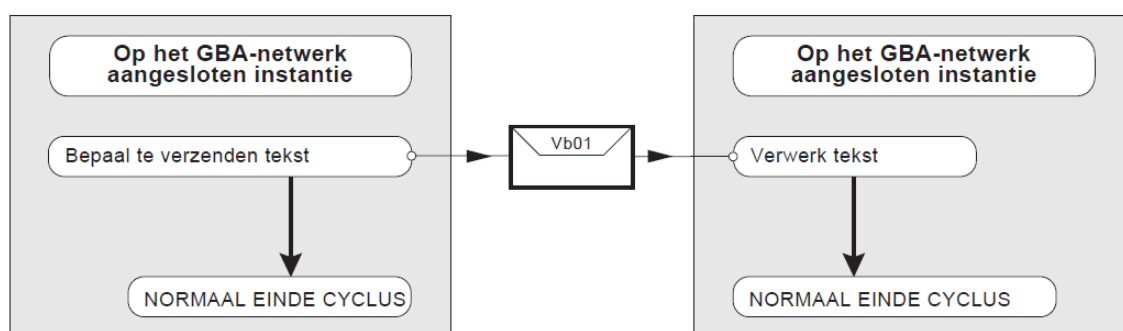 Op het GBA-netwerk
aangesloten instantie
Bepaal te verzenden tekst
NORMAAL EINDE CYCLUS
Vb01
Op het GBA-netwerk
aangesloten instantie
Verwerk tekst
NORMAAL EINDE CYCLUS